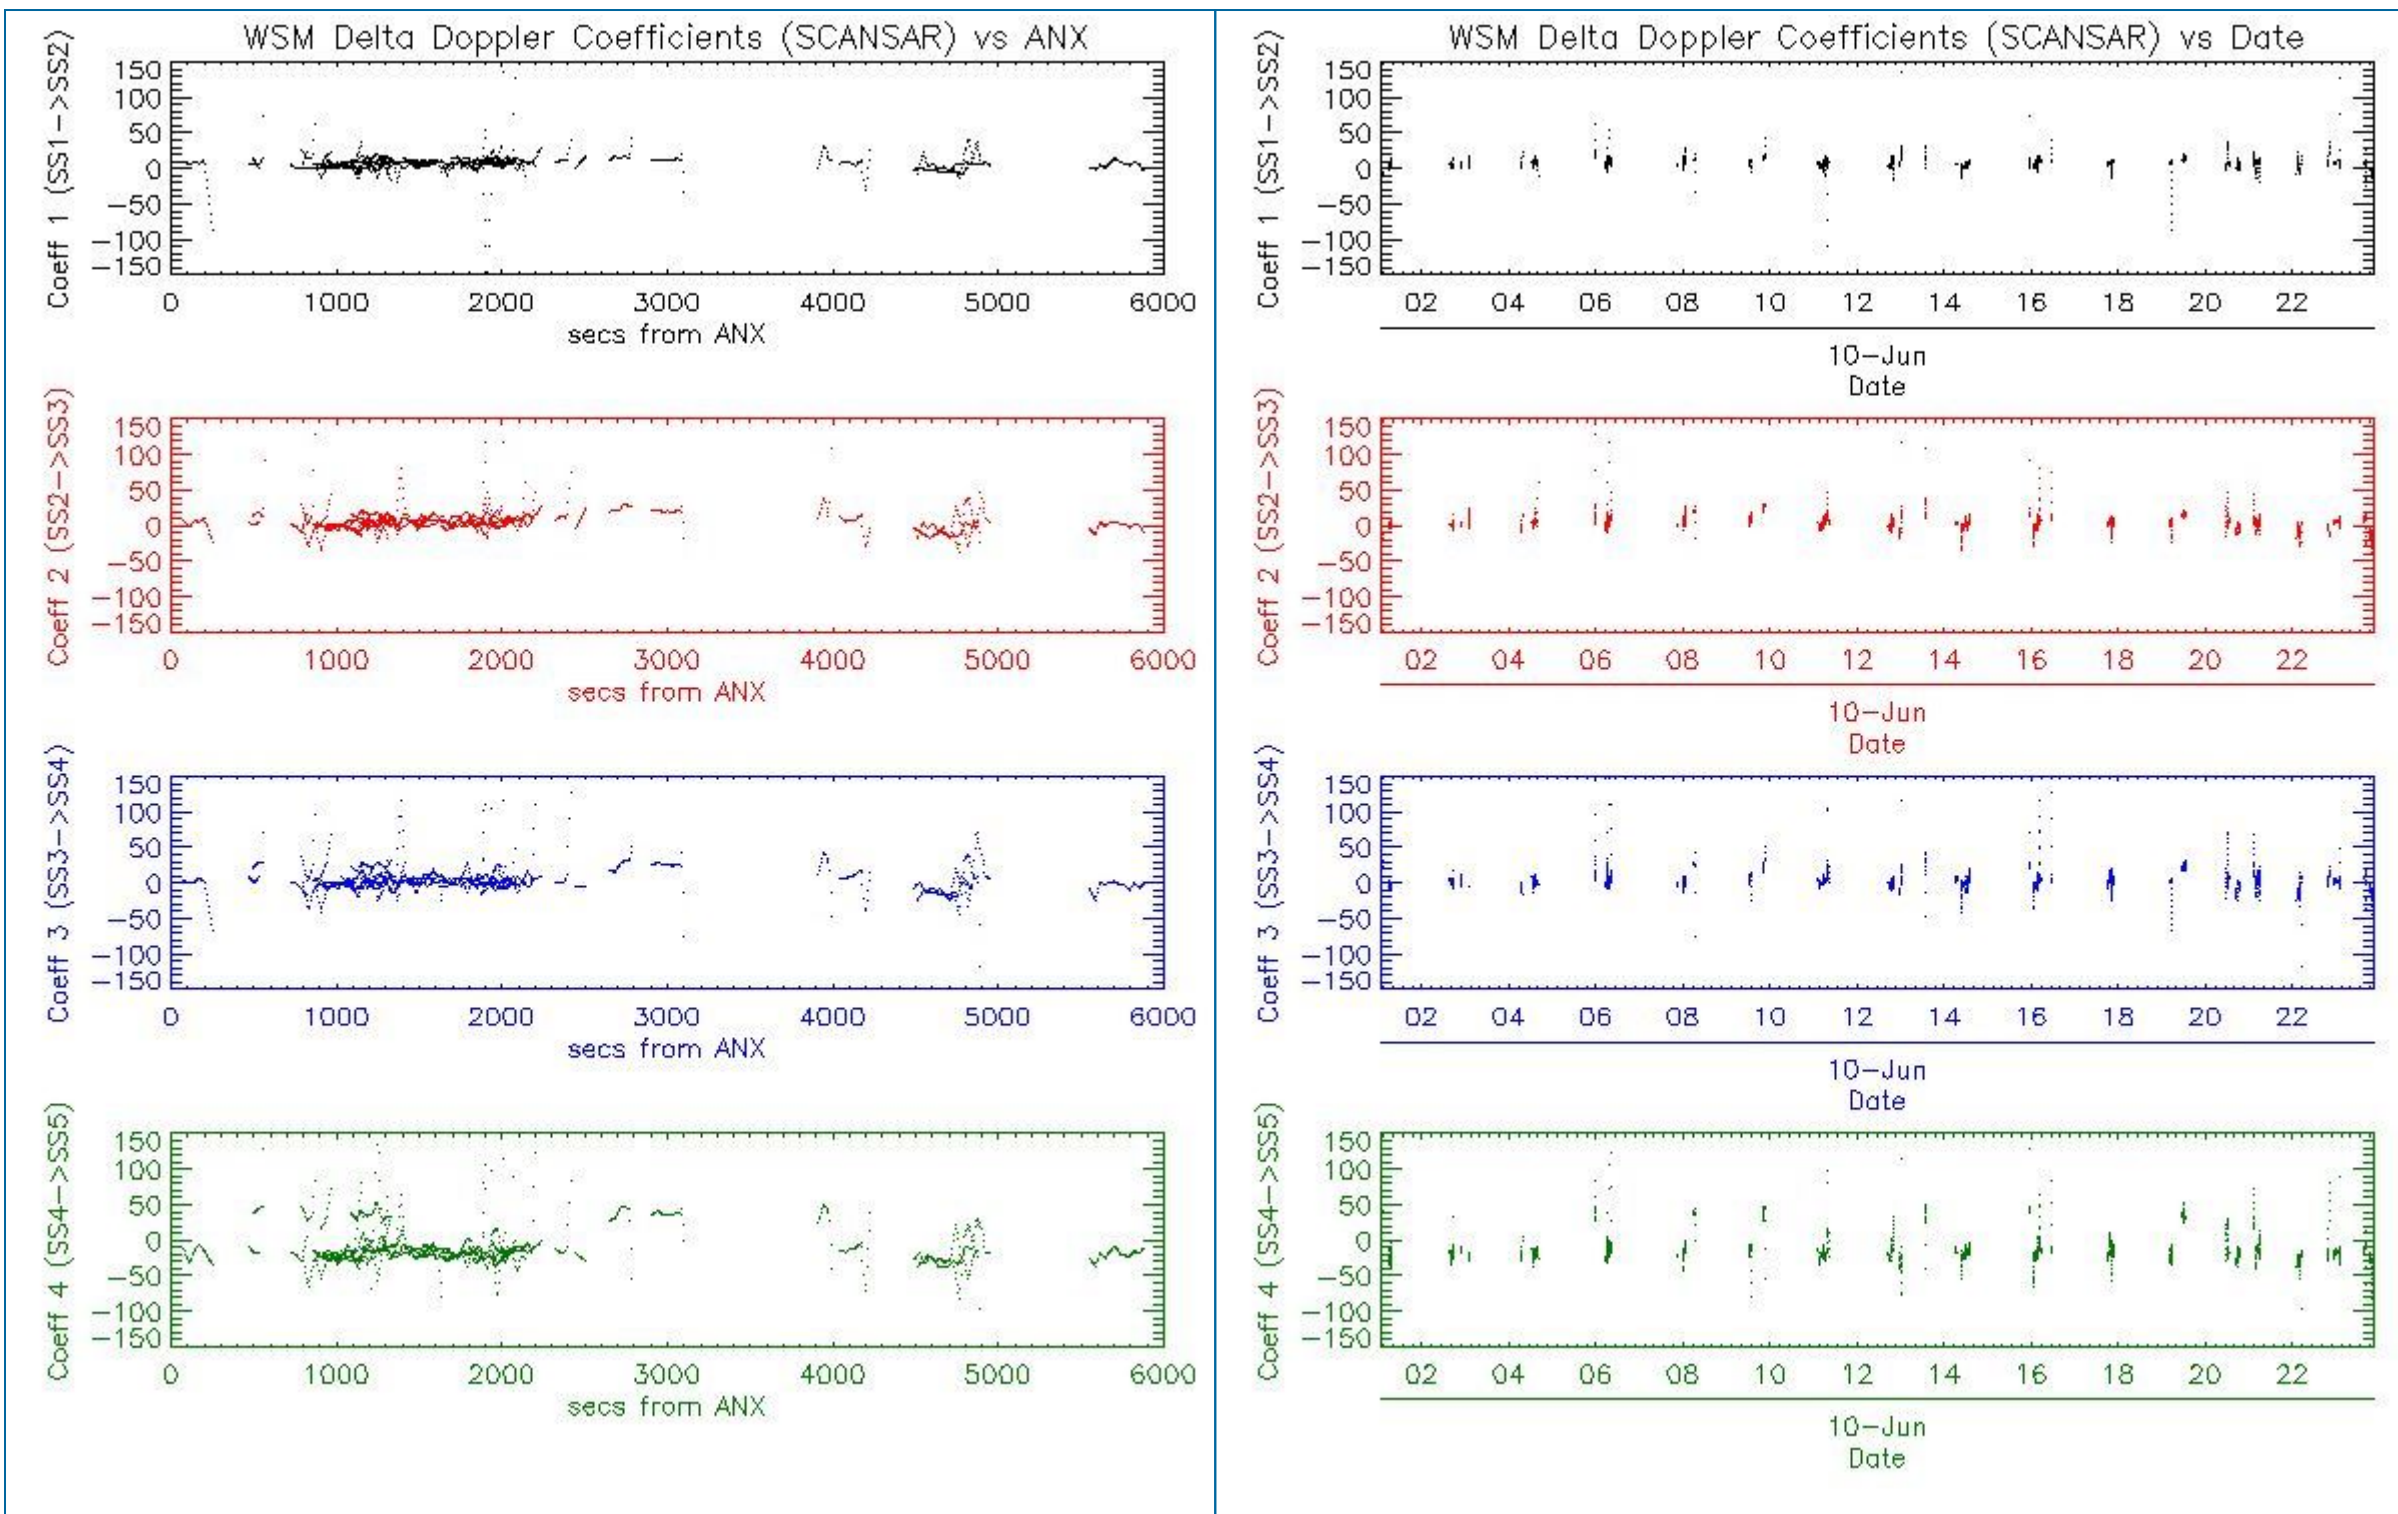 WSM Delta Doppler Coefficients (SCANSAR) vs ANX
Coeff 1 (SS1->SS2)
150
100
50
0
-50
-100
-150
0 1000 2000 3000 4000 5000 6000
secs from ANX
Coeff 2 (SS2->SS3)
150
100
50
0
-50
-100
-150
0 1000 2000 3000 4000 5000 6000
secs from ANX
Coeff 3 (SS3->SS4)
150
100
50
0
-50
-100
-150
0 1000 2000 3000 4000 5000 6000
secs from ANX
Coeff 4 (SS4->SS5)
150
100
50
0
-50
-100
-150
0 1000 2000 3000 4000 5000 6000
secs from ANX
WSM Delta Doppler Coefficients (SCANSAR) vs Date
Coeff 1 (SS1->SS2)
150
100
50
0
-50
-100
-150
02 04 06 08 10 12 14 16 18 20 22
10-Jun
Date
Coeff 2 (SS2->SS3)
150
100
50
0
-50
-100
-150
02 04 06 08 10 12 14 16 18 20 22
10-Jun
Date
Coeff 3 (SS3->SS4)
150
100
50
0
-50
-100
-150
02 04 06 08 10 12 14 16 18 20 22
10-Jun
Date
Coeff 4 (SS4->SS5)
150
100
50
0
-50
-100
-150
02 04 06 08 10 12 14 16 18 20 22
10-Jun
Date